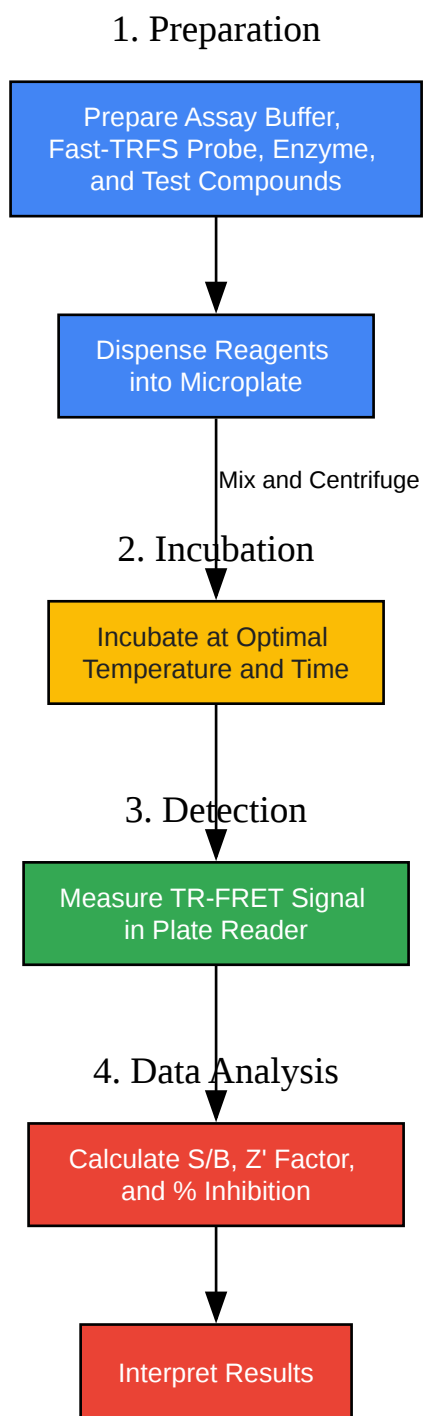 1. Preparation
Prepare Assay Buffer,
Fast-TRFS Probe, Enzyme,
and Test Compounds
Dispense Reagents
into Microplate
Mix and Centrifuge
2. Incubation
Incubate at Optimal
Temperature and Time
3. Detection
Measure TR-FRET Signal
in Plate Reader
4. Data Analysis
Calculate S/B, Z' Factor,
and % Inhibition
Interpret Results